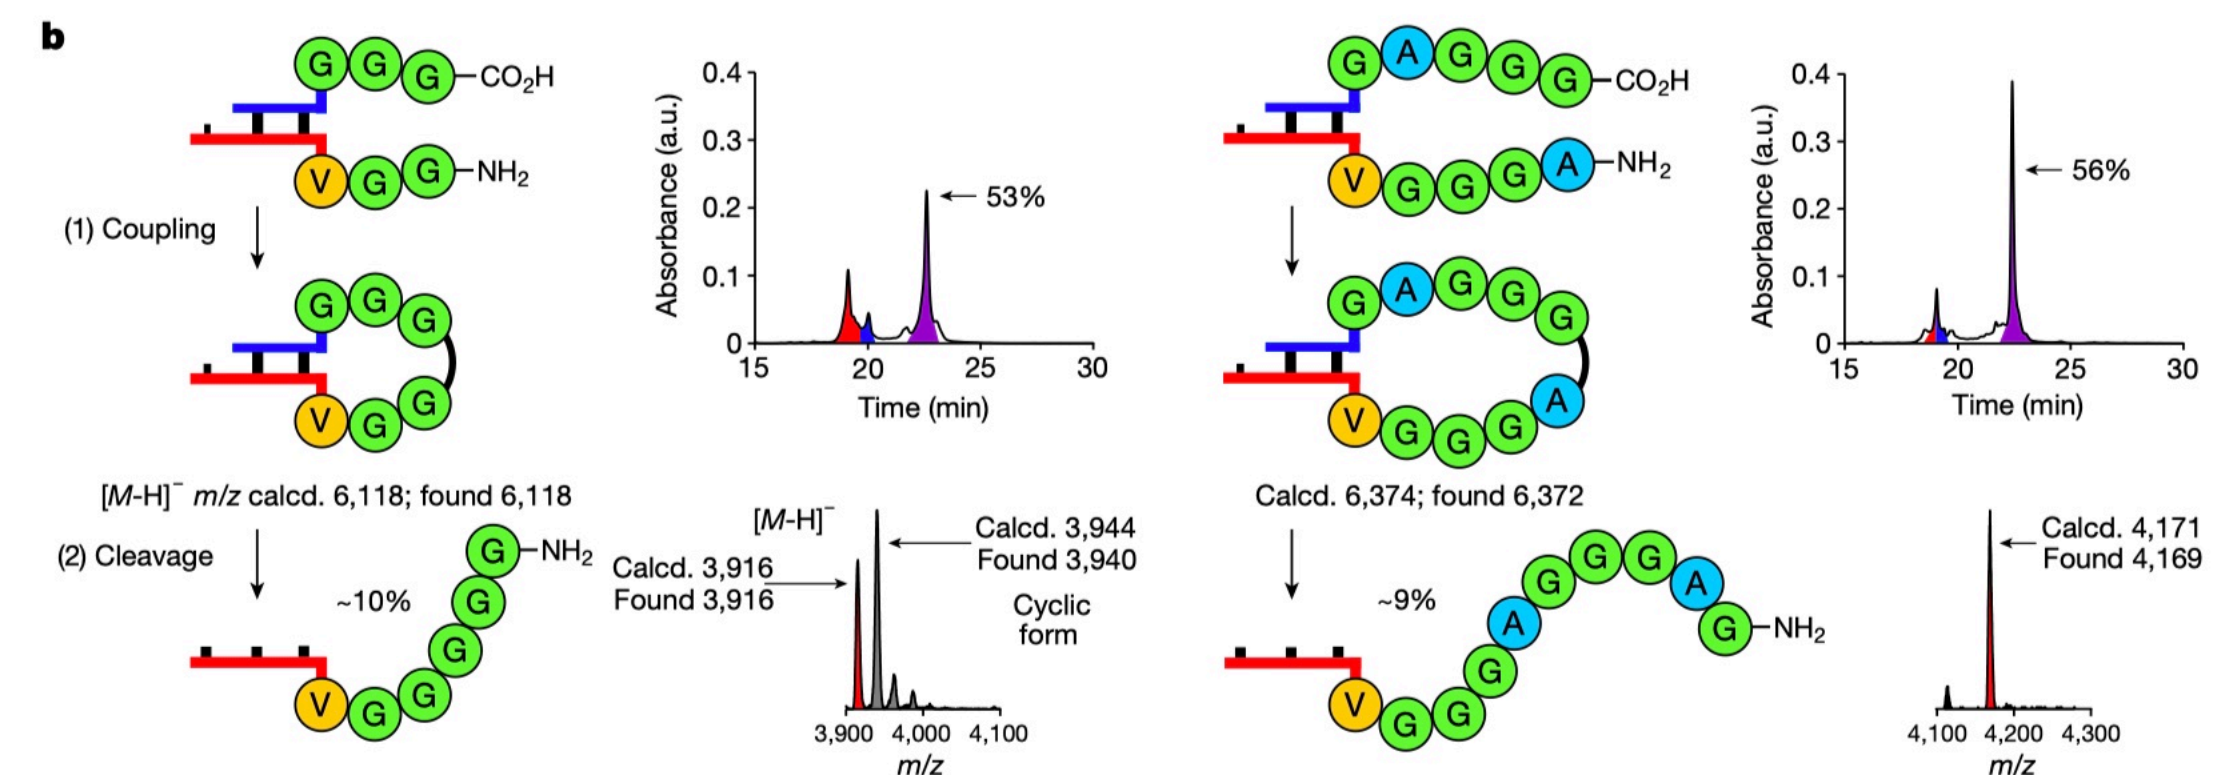 b
G G G CO₂H
V G G NH₂
(1) Coupling
G G G
V G G
[M-H]⁻ m/z calcd. 6,118; found 6,118
(2) Cleavage
~10%
G NH₂
G
G
V G G
Absorbance (a.u.)
0.4
0.3
0.2
0.1
0
53%
15 20 25 30
Time (min)
[M-H]⁻
Calcd. 3,916
Found 3,916
Calcd. 3,944
Found 3,940
Cyclic
form
3,900 4,000 4,100
m/z
G A G G G CO₂H
V G G G A NH₂
G A G G G
V G G G A
Calcd. 6,374; found 6,372
~9%
V G G G A G G G A G NH₂
Absorbance (a.u.)
0.4
0.3
0.2
0.1
0
56%
15 20 25 30
Time (min)
Calcd. 4,171
Found 4,169
4,100 4,200 4,300
m/z